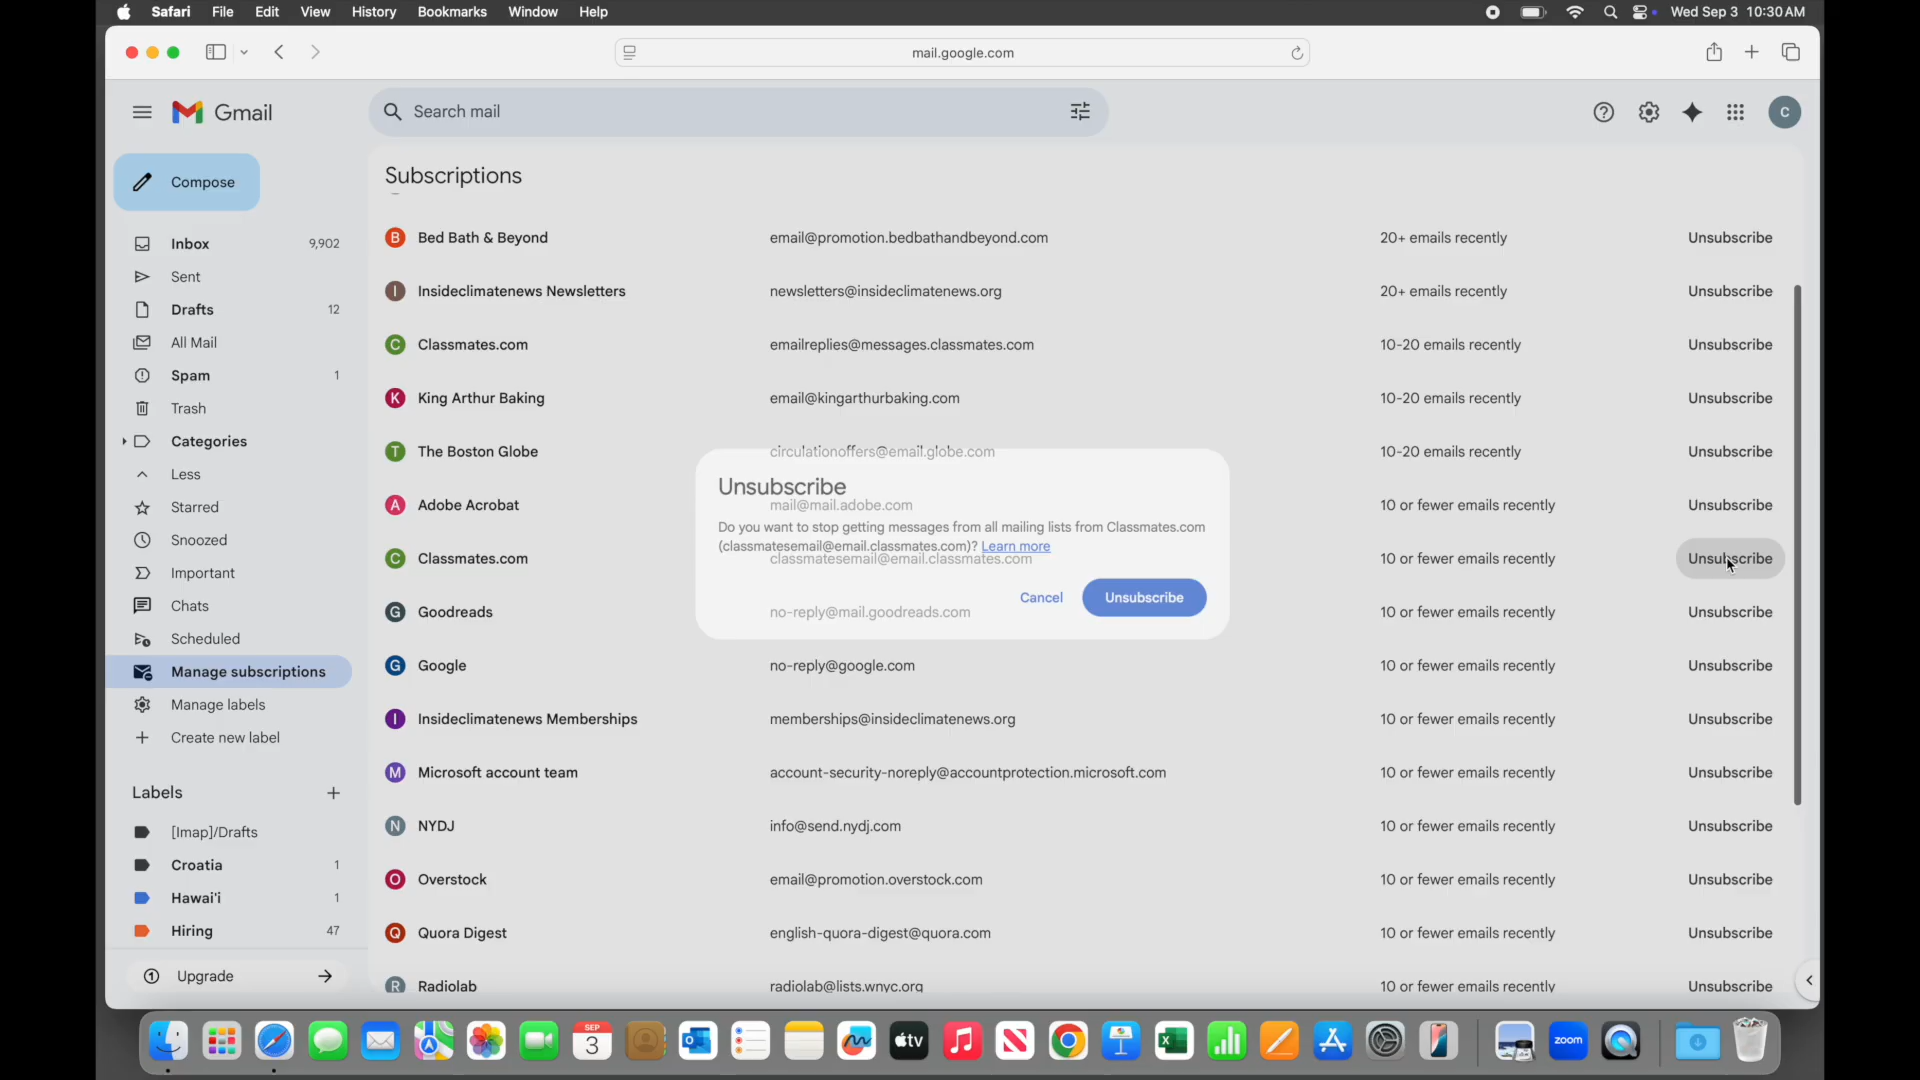 Safari File Edit View History Bookmarks Window Help Wed Sep 3 10:30 AM
mail.google.com
Gmail Search mail C
Compose
Subscriptions
Inbox 9,902
Sent
Drafts 12
All Mail
Spam 1
Trash
Categories
Less
Starred
Snoozed
Important
Chats
Scheduled
Manage subscriptions
Manage labels
Create new label
Labels
[Imap]/Drafts
Croatia 1
Hawai'i 1
Hiring 47
Upgrade
B Bed Bath & Beyond email@promotion.bedbathandbeyond.com 20+ emails recently Unsubscribe
I Insideclimatenews Newsletters newsletters@insideclimatenews.org 20+ emails recently Unsubscribe
C Classmates.com emailreplies@messages.classmates.com 10-20 emails recently Unsubscribe
K King Arthur Baking email@kingarthurbaking.com 10-20 emails recently Unsubscribe
T The Boston Globe circulationoffers@email.globe.com 10-20 emails recently Unsubscribe
A Adobe Acrobat mail@mail.adobe.com 10 or fewer emails recently Unsubscribe
C Classmates.com classmatesemail@email.classmates.com 10 or fewer emails recently Unsubscribe
G Goodreads no-reply@mail.goodreads.com 10 or fewer emails recently Unsubscribe
G Google no-reply@google.com 10 or fewer emails recently Unsubscribe
I Insideclimatenews Memberships memberships@insideclimatenews.org 10 or fewer emails recently Unsubscribe
M Microsoft account team account-security-noreply@accountprotection.microsoft.com 10 or fewer emails recently Unsubscribe
N NYDJ info@send.nydj.com 10 or fewer emails recently Unsubscribe
O Overstock email@promotion.overstock.com 10 or fewer emails recently Unsubscribe
Q Quora Digest english-quora-digest@quora.com 10 or fewer emails recently Unsubscribe
R Radiolab radiolab@lists.wnyc.org 10 or fewer emails recently Unsubscribe
Unsubscribe
Do you want to stop getting messages from all mailing lists from Classmates.com
(classmatesemail@email.classmates.com)? Learn more
Cancel Unsubscribe
SEP
3
tv
zoom